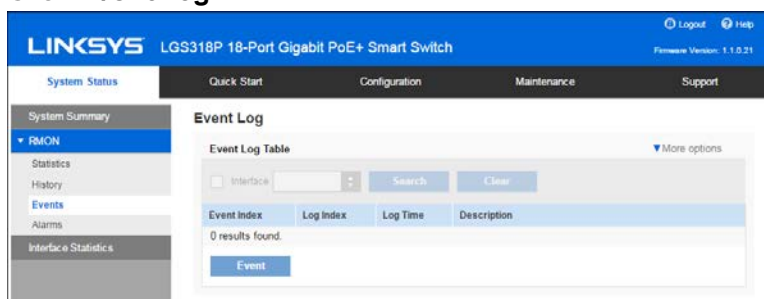 Logout Help
LINKSYS LGS318P 18-Port Gigabit PoE+ Smart Switch
Firmware Version: 1.1.0.21
System Status Quick Start Configuration Maintenance Support
System Summary
RMON
Statistics
History
Events
Alarms
Interface Statistics
Event Log
Event Log Table More options
Interface Search Clear
Event Index Log Index Log Time Description
0 results found.
Event